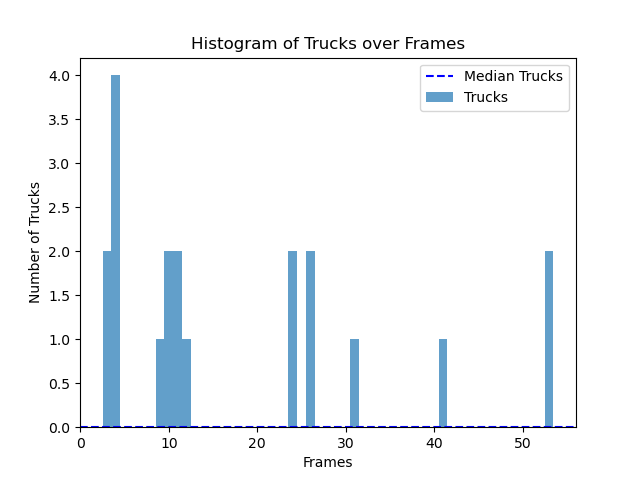 Histogram of Trucks over Frames
Median Trucks
Trucks
Number of Trucks
4.0
3.5
3.0
2.5
2.0
1.5
1.0
0.5
0.0
0 10 20 30 40 50
Frames